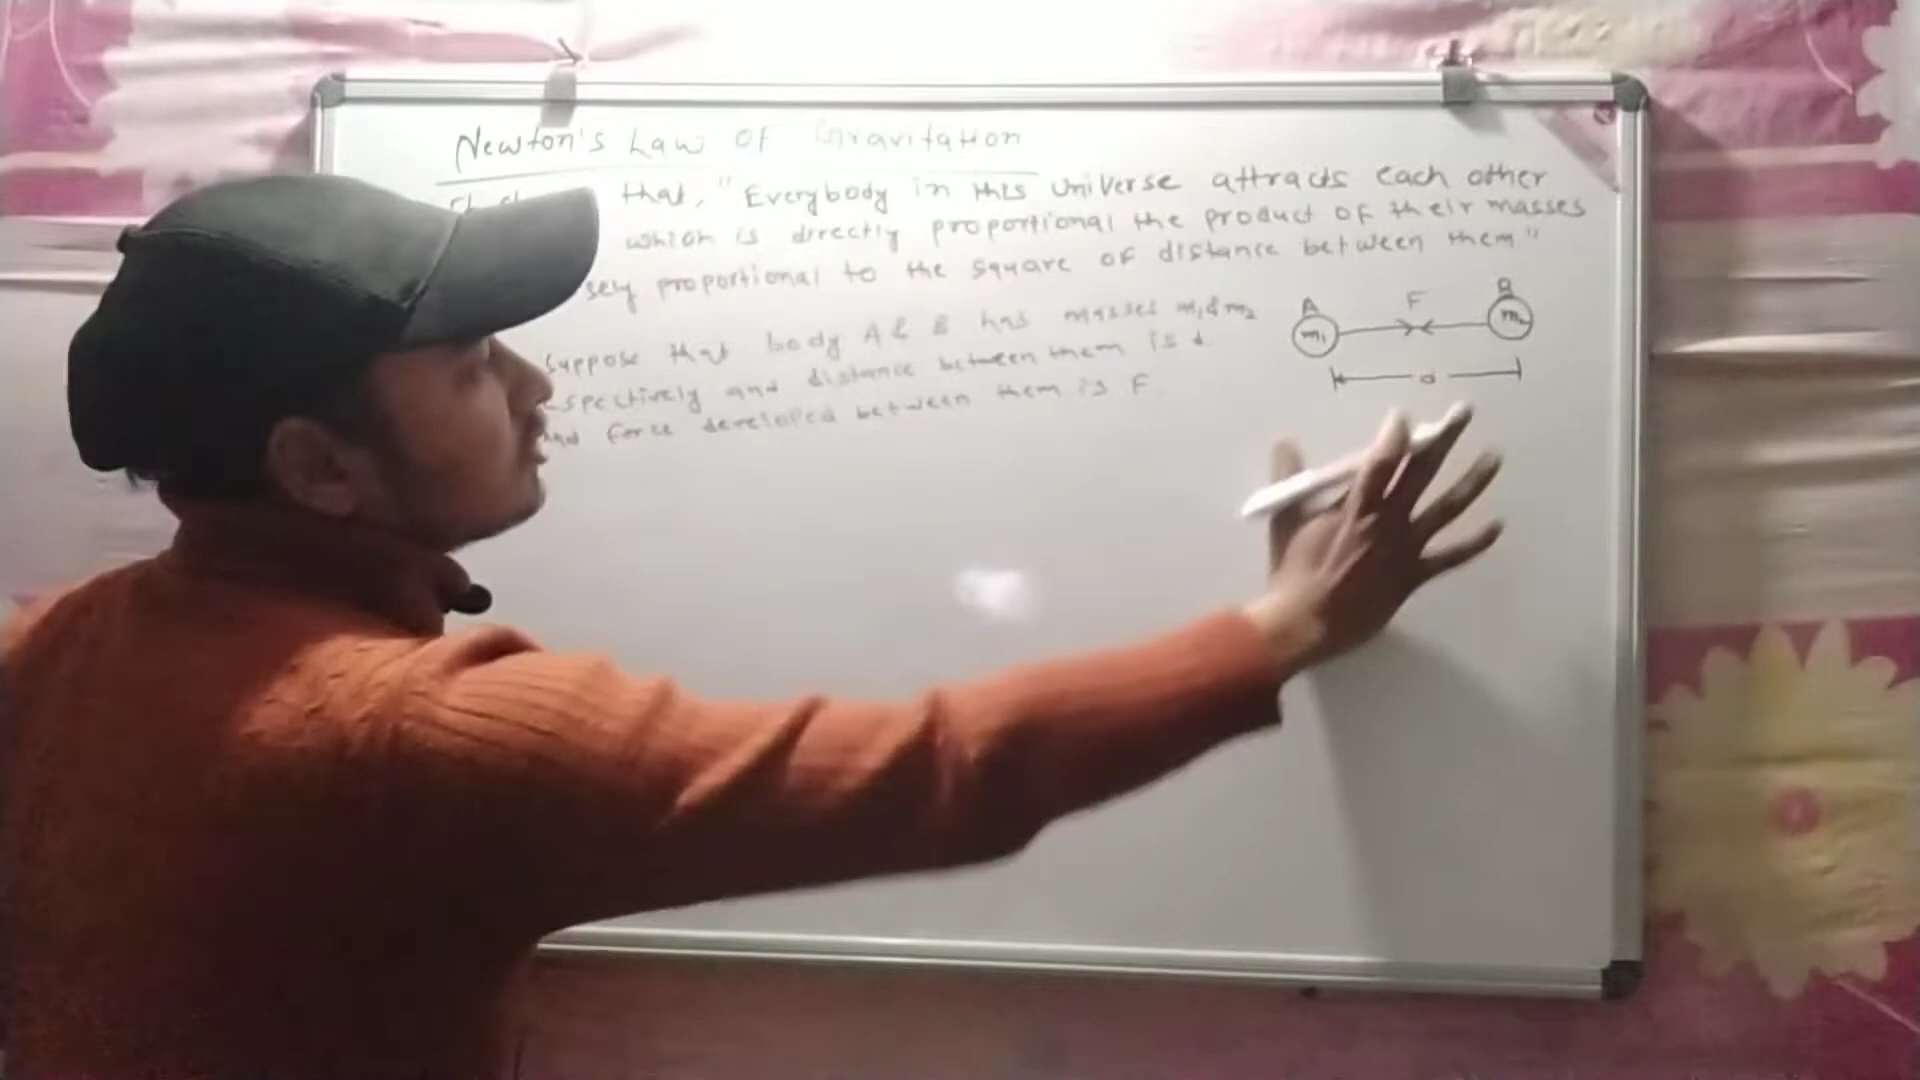 Newton's Law of Gravitation
that, "Everybody in this universe attracts each other
which is directly proportional the product of their masses
sely proportional to the square of distance between them"
Suppose that body A & B has masses m1 & m2
spectively and distance between them is d.
And force developed between them is F.
A F B
m1 m2
d